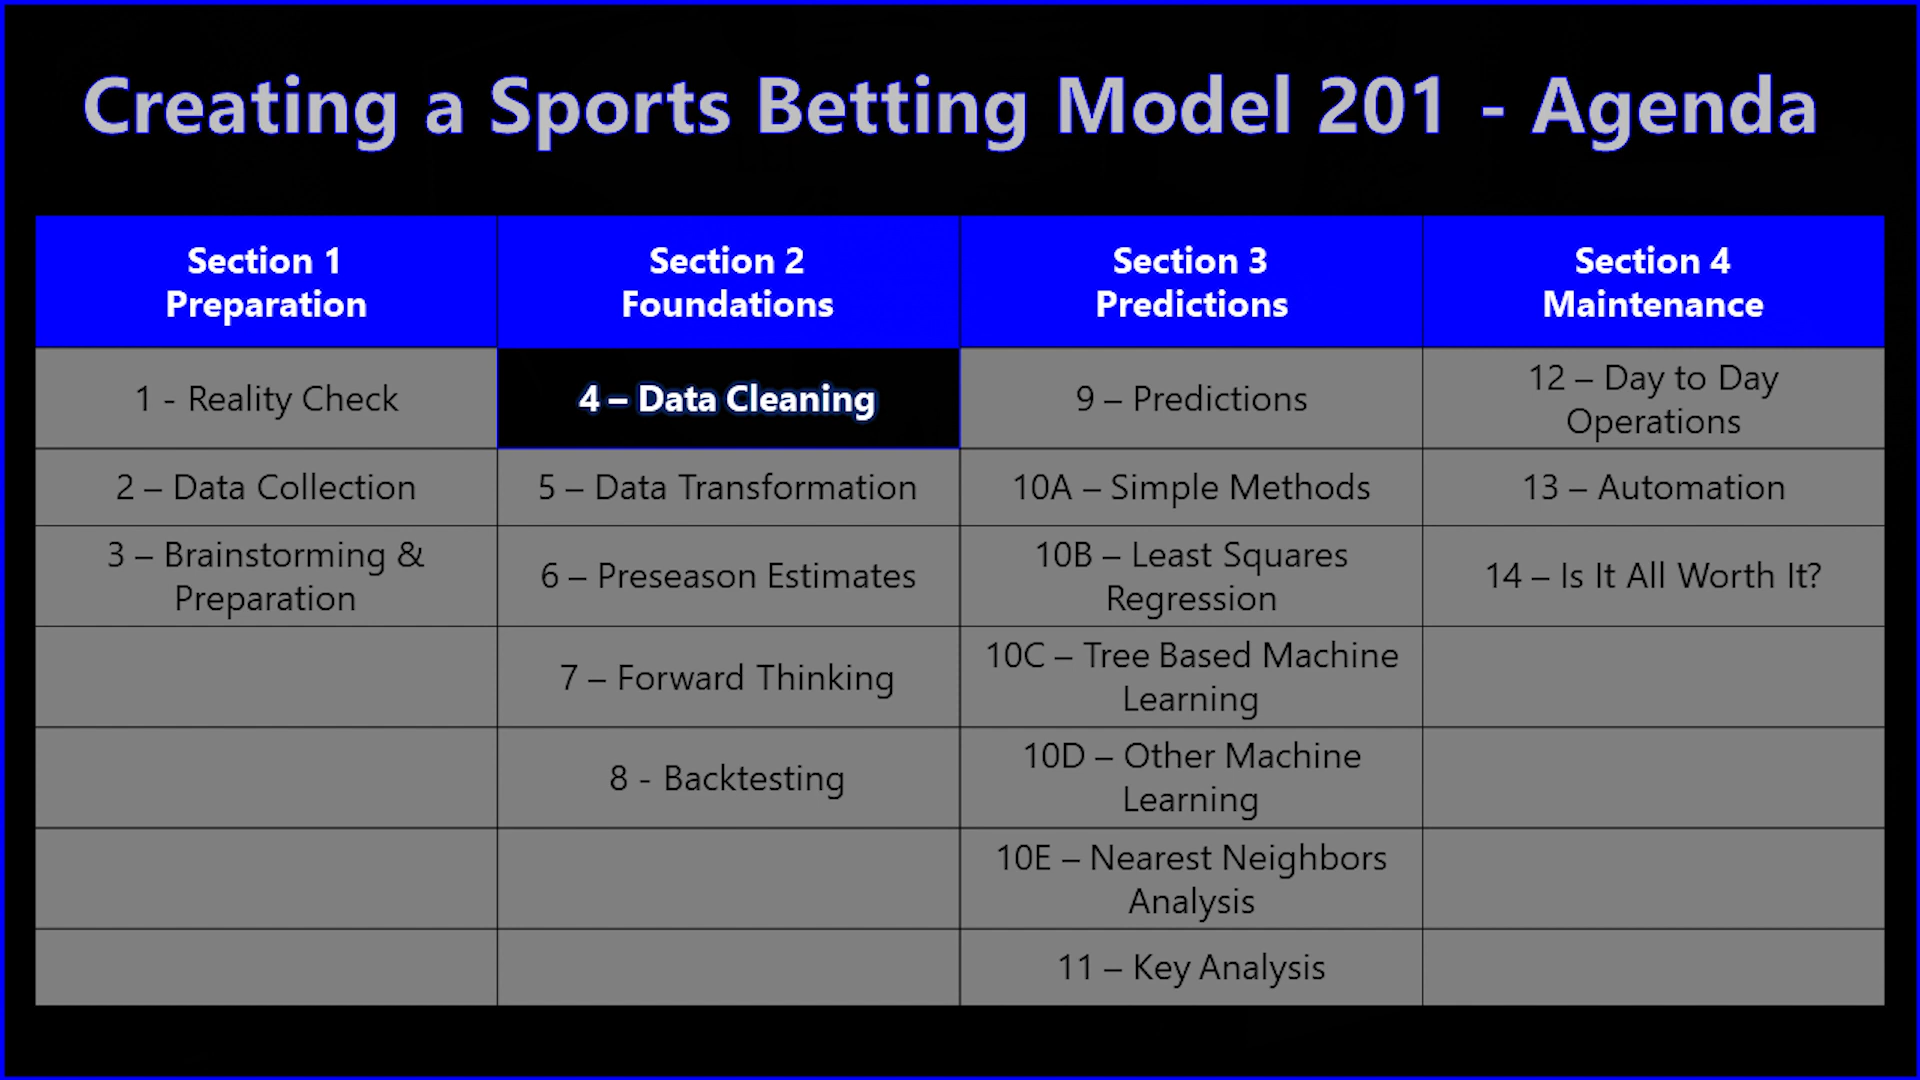 Creating a Sports Betting Model 201 - Agenda
Section 1
Preparation
Section 2
Foundations
Section 3
Predictions
Section 4
Maintenance
1 - Reality Check
4 – Data Cleaning
9 – Predictions
12 – Day to Day
Operations
2 – Data Collection
5 – Data Transformation
10A – Simple Methods
13 – Automation
3 – Brainstorming &
Preparation
6 – Preseason Estimates
10B – Least Squares
Regression
14 – Is It All Worth It?
7 – Forward Thinking
10C – Tree Based Machine
Learning
8 - Backtesting
10D – Other Machine
Learning
10E – Nearest Neighbors
Analysis
11 – Key Analysis